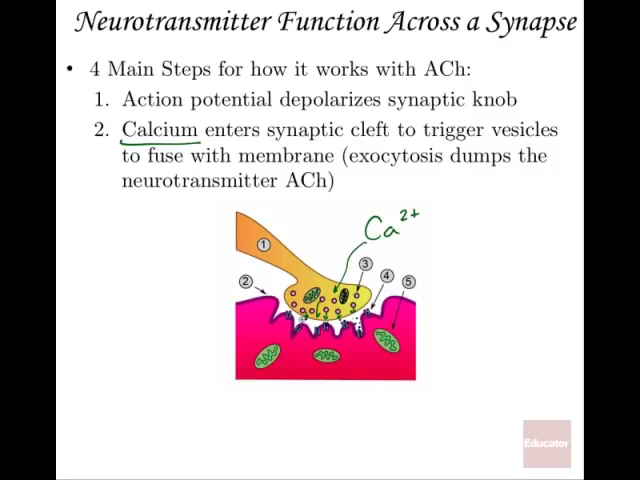 Neurotransmitter Function Across a Synapse
• 4 Main Steps for how it works with ACh:
1. Action potential depolarizes synaptic knob
2. Calcium enters synaptic cleft to trigger vesicles
to fuse with membrane (exocytosis dumps the
neurotransmitter ACh)
Ca2+
1
3
2
4
5
Educator